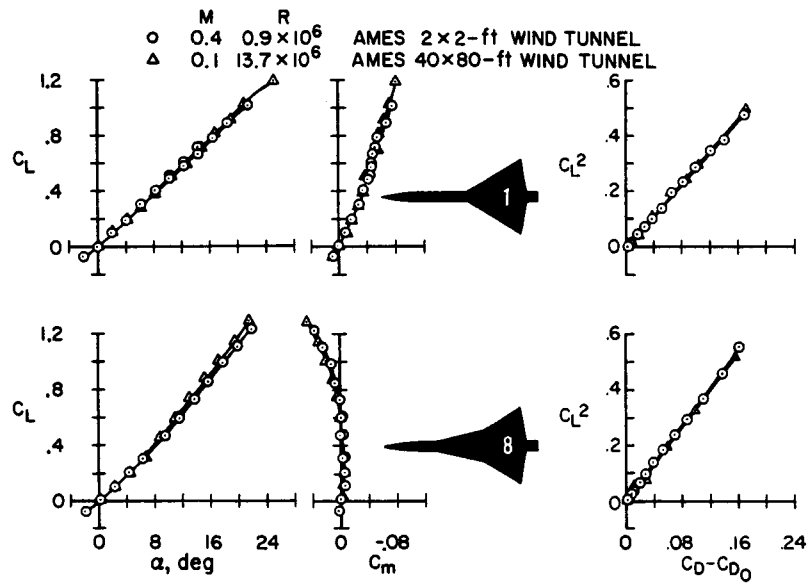 M R
0.4 0.9×10⁶ AMES 2×2-ft WIND TUNNEL
0.1 13.7×10⁶ AMES 40×80-ft WIND TUNNEL
1.2
.8
C_L
.4
0
1
.6
C_L²
.4
.2
0
1.2
C_L
.8
.4
0
0 8 16 24
α, deg
0 -.08
C_m
8
.6
C_L²
.4
.2
0
0 .08 .16 .24
C_D-C_D₀